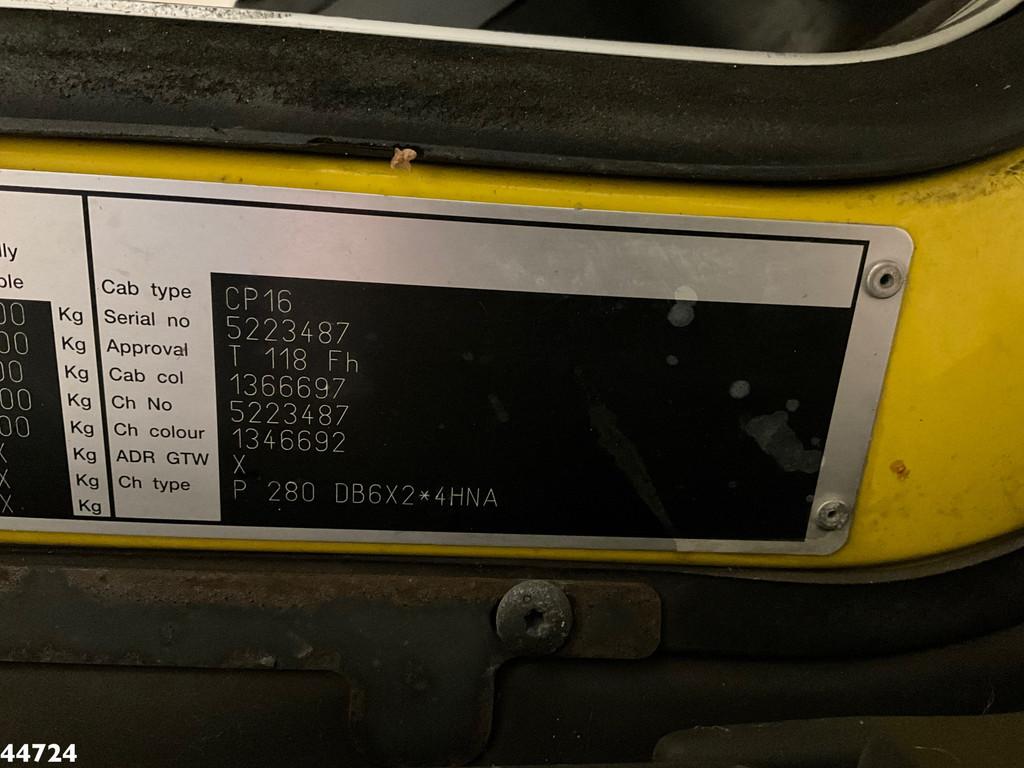 lly
ble
00 Kg
00 Kg
00 Kg
00 Kg
00 Kg
X Kg
X Kg
X Kg
Cab type CP16
Serial no 5223487
Approval T 118 Fh
Cab col 1366697
Ch No 5223487
Ch colour 1346692
ADR GTW X
Ch type P 280 DB6X2*4HNA
44724